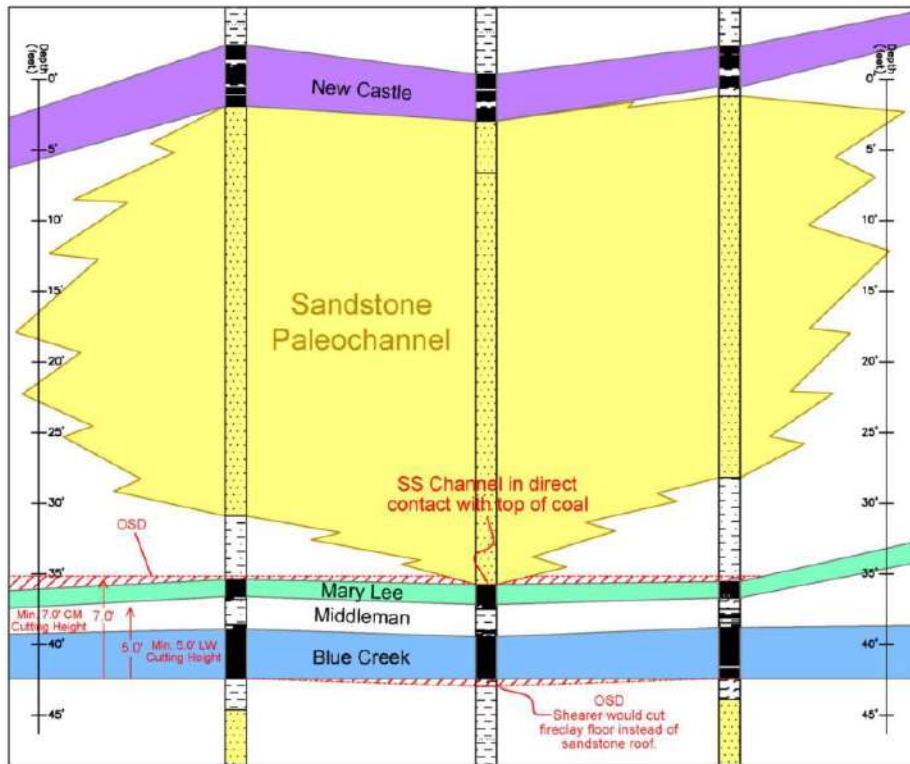 Depth
(feet)
Depth
(feet)
0'
5'
10'
15'
20'
25'
30'
35'
40'
45'
0'
5'
10'
15'
20'
25'
30'
35'
40'
45'
New Castle
Sandstone
Paleochannel
SS Channel in direct
contact with top of coal
OSD
Mary Lee
Middleman
Blue Creek
Min. 7.0' CM
Cutting Height
7.0'
5.0'
Min. 5.0' LW
Cutting Height
OSD
Shearer would cut
fireclay floor instead of
sandstone roof.